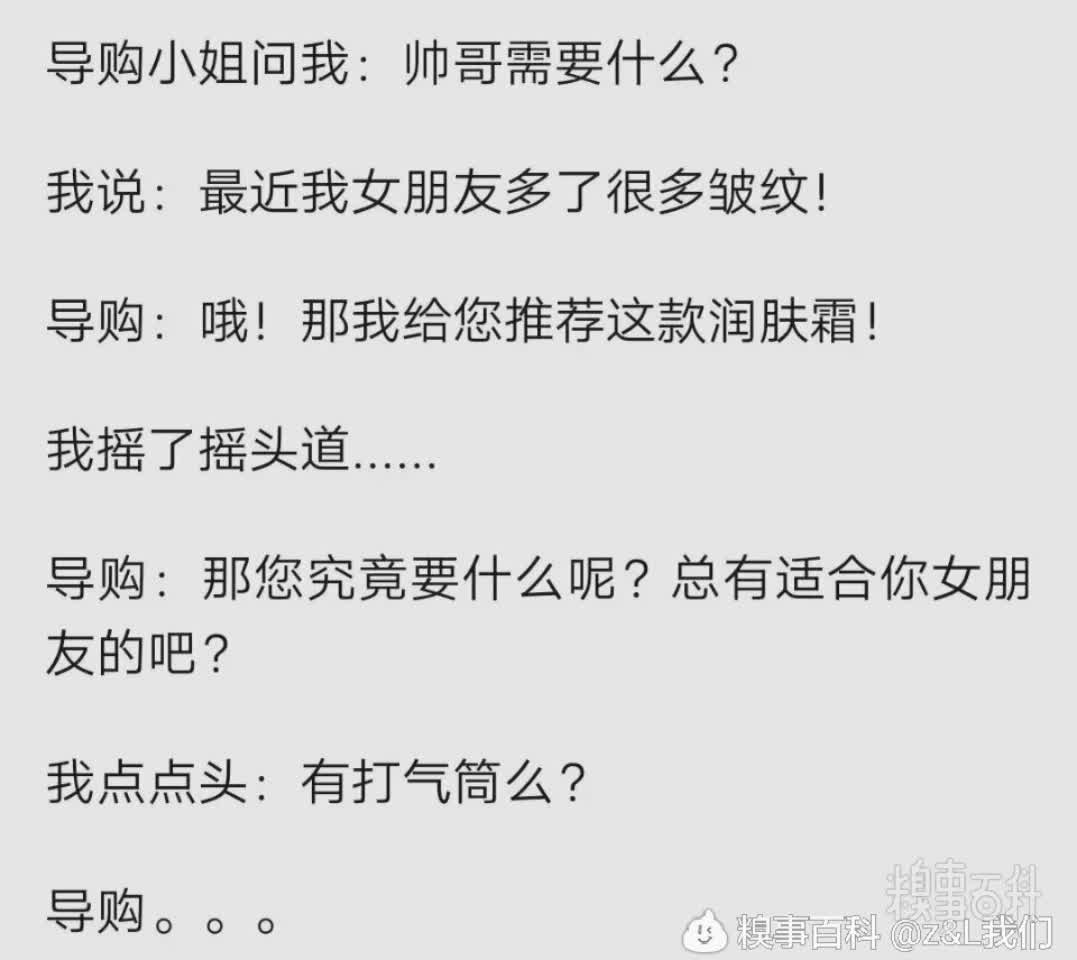 导购小姐问我：帅哥需要什么？
我说：最近我女朋友多了很多皱纹！
导购：哦！那我给您推荐这款润肤霜！
我摇了摇头道……
导购：那您究竟要什么呢？总有适合你女朋
友的吧？
我点点头：有打气筒么？
导购。。。
糗事百科
糗事百科 @z&L我们